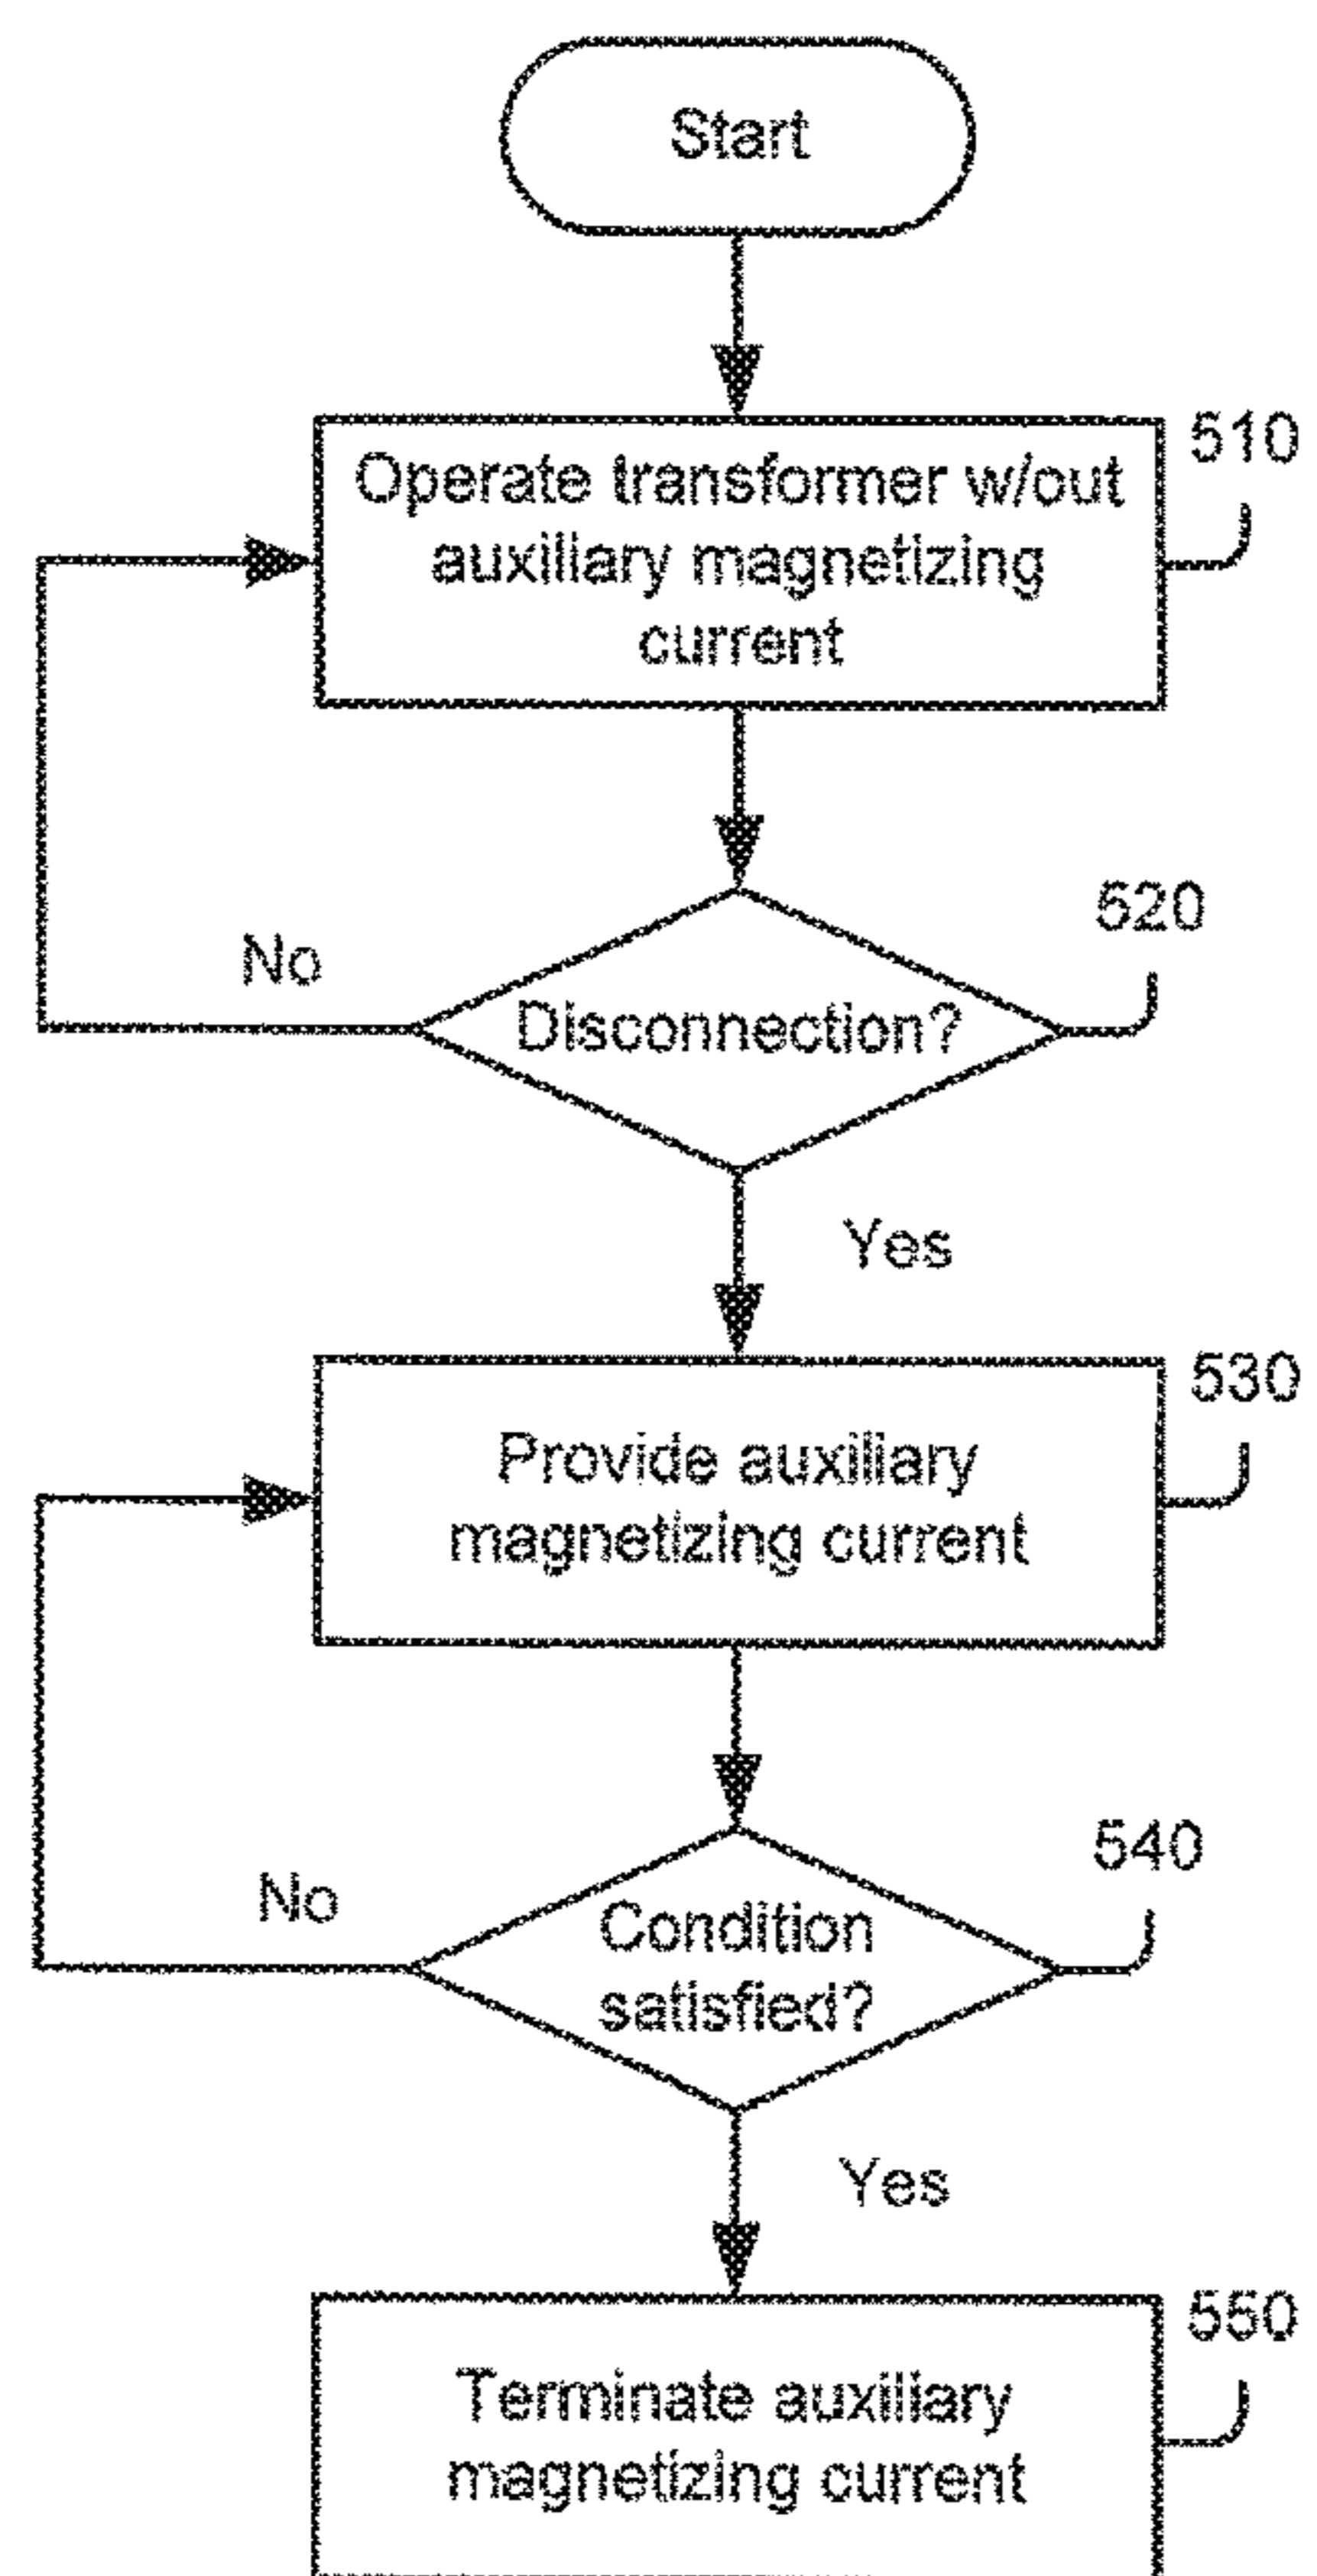 Start
510
Operate transformer w/out
auxiliary magnetizing
current
520
No
Disconnection?
Yes
530
Provide auxiliary
magnetizing current
540
No
Condition
satisfied?
Yes
550
Terminate auxiliary
magnetizing current